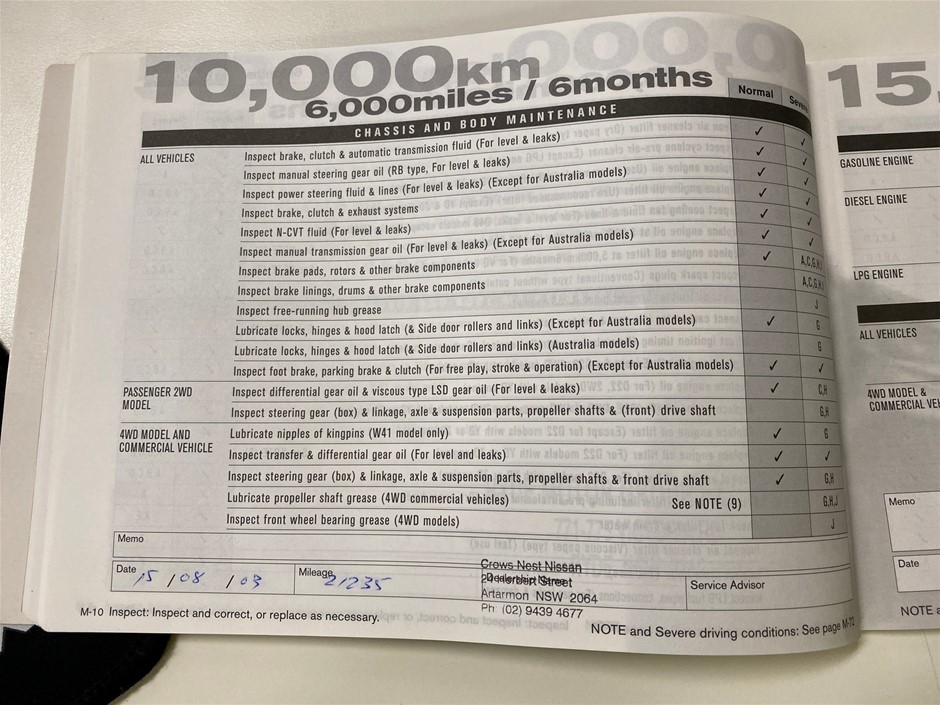 10,000km
6,000miles / 6months
Normal
Severe
CHASSIS AND BODY MAINTENANCE
ALL VEHICLES
Inspect brake, clutch & automatic transmission fluid (For level & leaks) ✓ ✓
Inspect manual steering gear oil (RB type, For level & leaks) ✓ ✓
Inspect power steering fluid & lines (For level & leaks) (Except for Australia models) ✓ ✓
Inspect brake, clutch & exhaust systems ✓ ✓
Inspect N-CVT fluid (For level & leaks) ✓ ✓
Inspect manual transmission gear oil (For level & leaks) (Except for Australia models) ✓ ✓
Inspect brake pads, rotors & other brake components ✓ A,C,G,H,
Inspect brake linings, drums & other brake components A,C,G,H,
Inspect free-running hub grease J
Lubricate locks, hinges & hood latch (& Side door rollers and links) (Except for Australia models) ✓ G
Lubricate locks, hinges & hood latch (& Side door rollers and links) (Australia models) G
Inspect foot brake, parking brake & clutch (For free play, stroke & operation) (Except for Australia models) ✓ ✓
PASSENGER 2WD
MODEL
Inspect differential gear oil & viscous type LSD gear oil (For level & leaks) ✓ C,H
Inspect steering gear (box) & linkage, axle & suspension parts, propeller shafts & (front) drive shaft G,H
4WD MODEL AND
COMMERCIAL VEHICLE
Lubricate nipples of kingpins (W41 model only) ✓ G
Inspect transfer & differential gear oil (For level and leaks) ✓ ✓
Inspect steering gear (box) & linkage, axle & suspension parts, propeller shafts & front drive shaft ✓ G,H
Lubricate propeller shaft grease (4WD commercial vehicles) See NOTE (9) G,H,J
Inspect front wheel bearing grease (4WD models) J
Memo
Date 15 / 08 / 03
Mileage 21235
Crows Nest Nissan
Dealership Name
Herbert Street
Artarmon NSW 2064
Ph (02) 9439 4677
Service Advisor
M-10 Inspect: Inspect and correct, or replace as necessary.
NOTE and Severe driving conditions: See page M-72
15,
GASOLINE ENGINE
DIESEL ENGINE
LPG ENGINE
ALL VEHICLES
4WD MODEL &
COMMERCIAL VEH
Memo
Date
NOTE